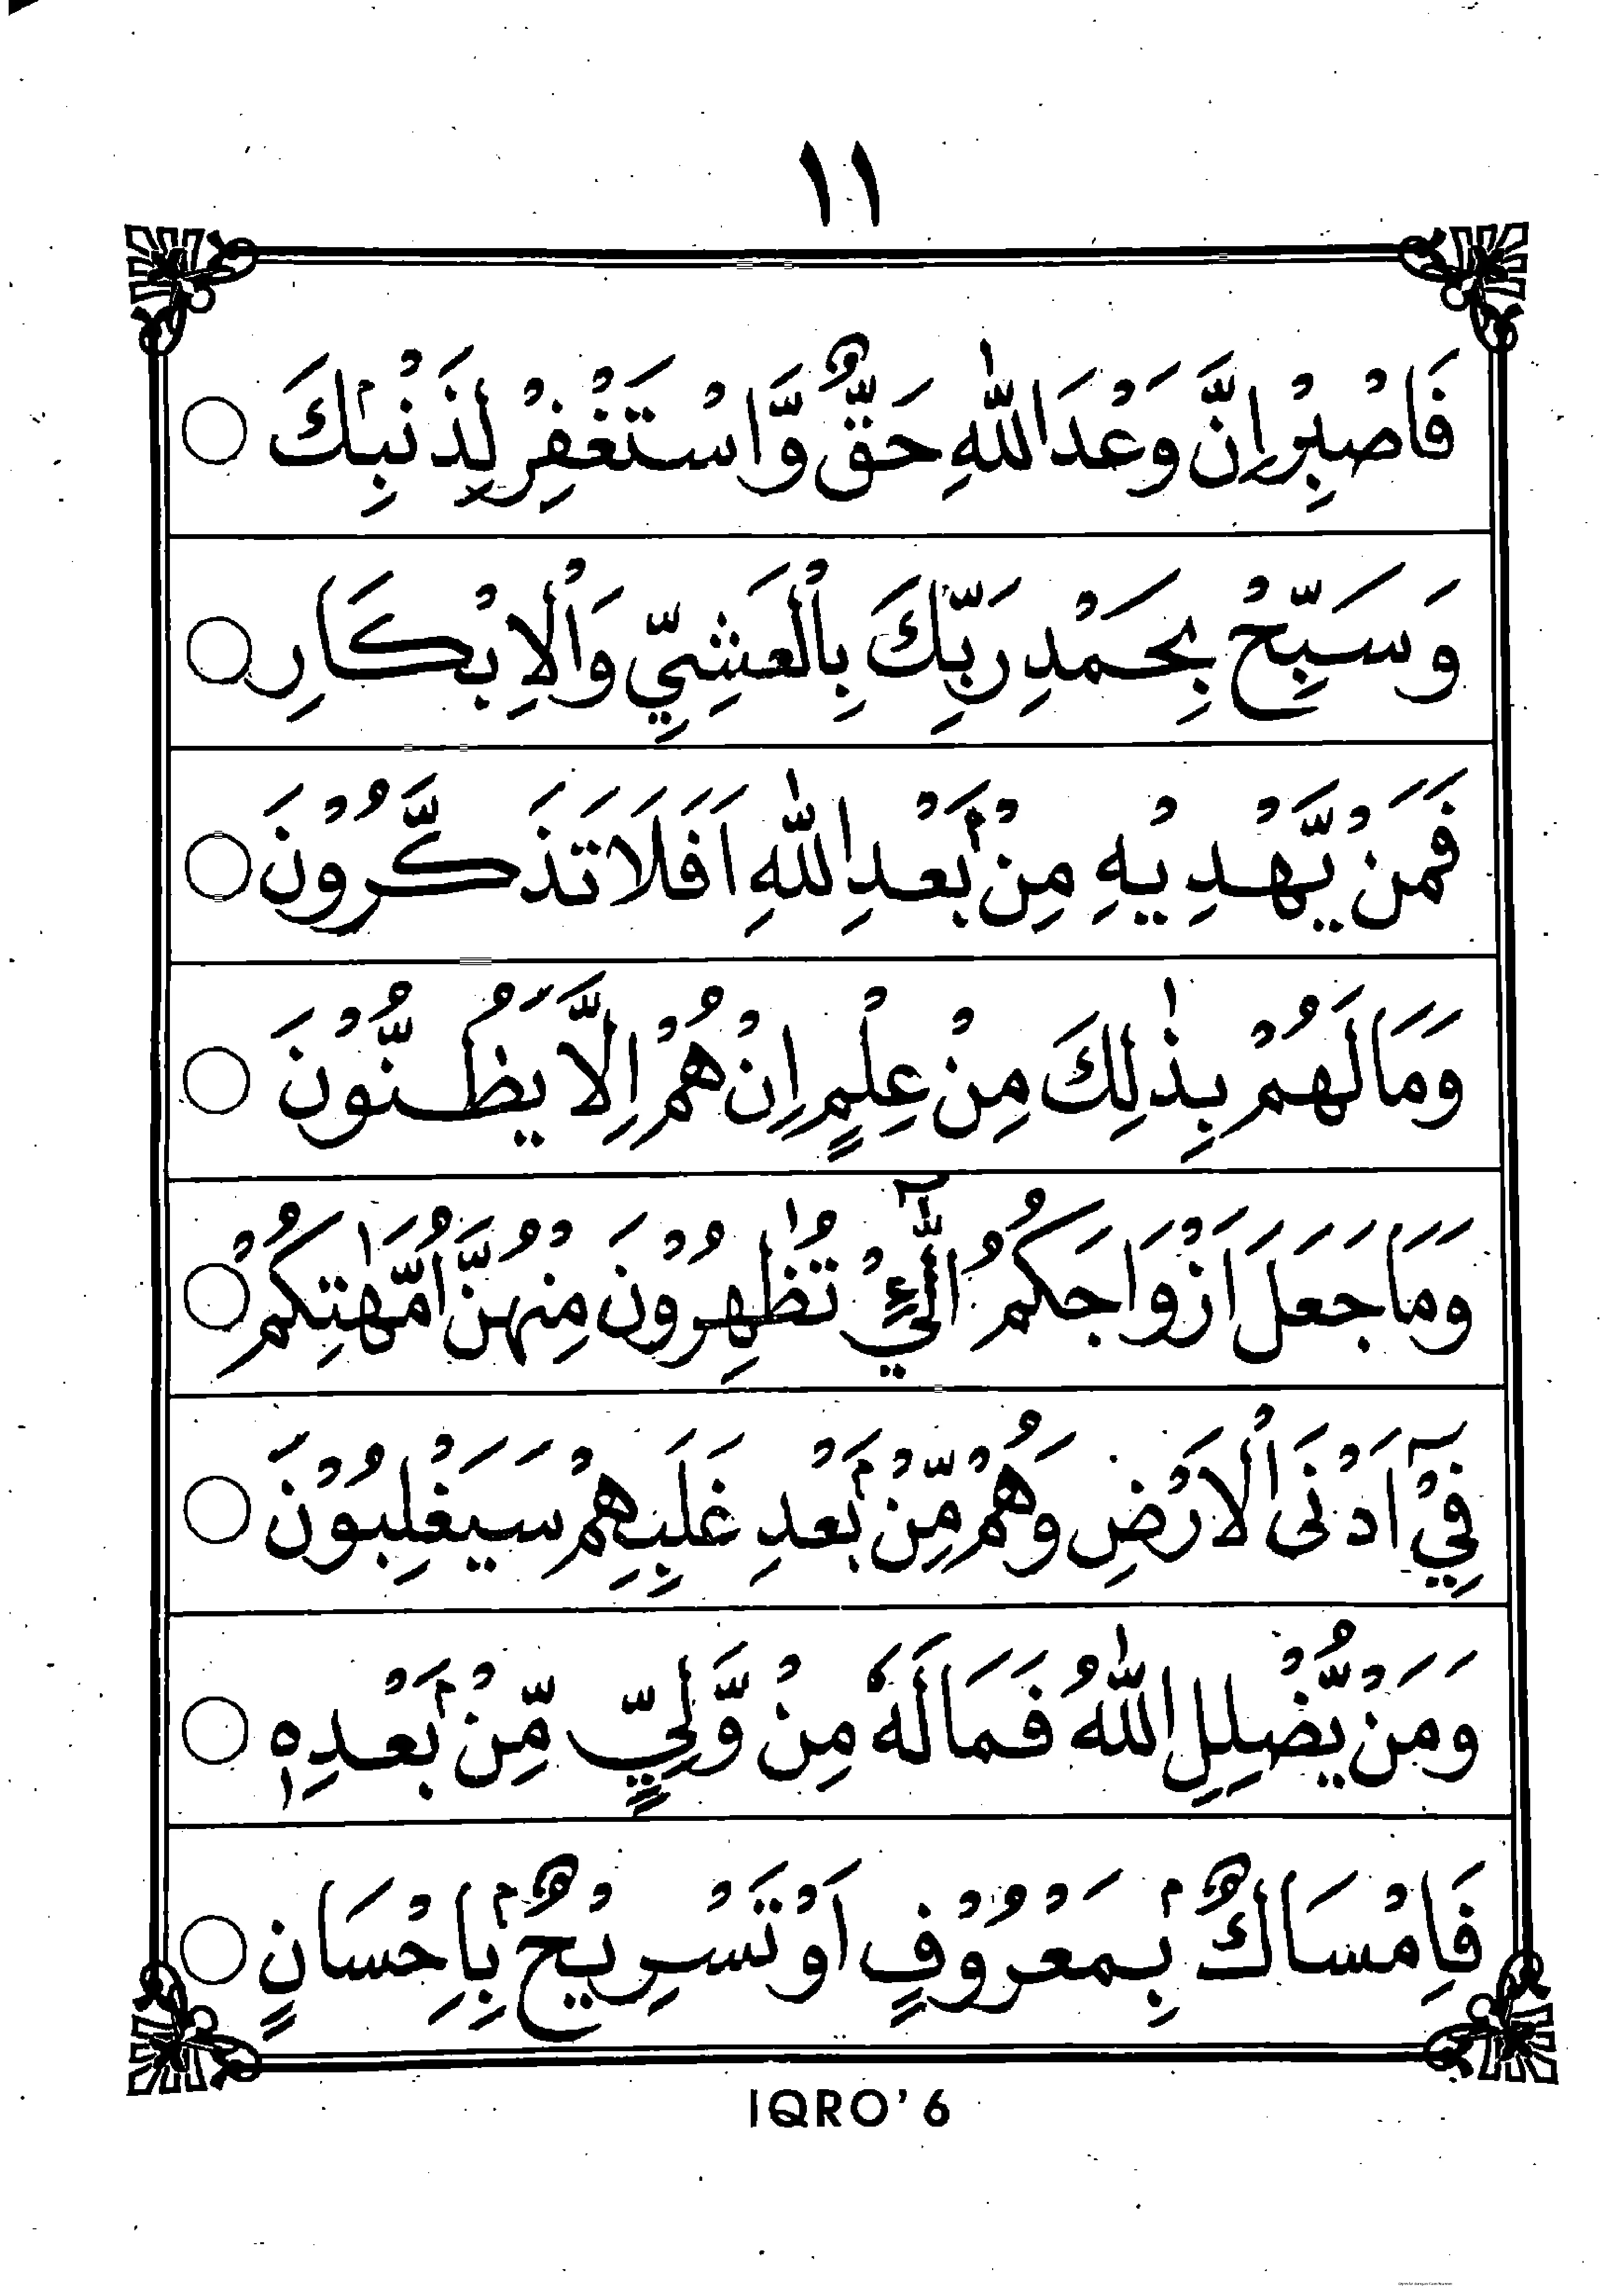 ١١
فَاصْبِرْ اِنَّ وَعْدَ اللّٰهِ حَقٌّ وَّاسْتَغْفِرْ لِذَنْۢبِكَ ○
وَسَبِّحْ بِحَمْدِ رَبِّكَ بِالْعَشِيِّ وَالْاِبْكَارِ ○
فَمَنْ يَّهْدِيْهِ مِنْۢ بَعْدِ اللّٰهِ اَفَلَا تَذَكَّرُوْنَ ○
وَمَا لَهُمْ بِذٰلِكَ مِنْ عِلْمٍ اِنْ هُمْ اِلَّا يَظُنُّوْنَ ○
وَمَا جَعَلَ اَزْوَاجَكُمُ الّٰۤـِٔيْ تُظٰهِرُوْنَ مِنْهُنَّ اُمَّهٰتِكُمْ ○
فِيْٓ اَدْنَى الْاَرْضِ وَهُمْ مِّنْۢ بَعْدِ غَلَبِهِمْ سَيَغْلِبُوْنَ ○
وَمَنْ يُّضْلِلِ اللّٰهُ فَمَا لَهٗ مِنْ وَّلِيٍّ مِّنْۢ بَعْدِهٖ ○
فَاِمْسَاكٌۢ بِمَعْرُوْفٍ اَوْ تَسْرِيْحٌۢ بِاِحْسَانٍ ○
IQRO' 6